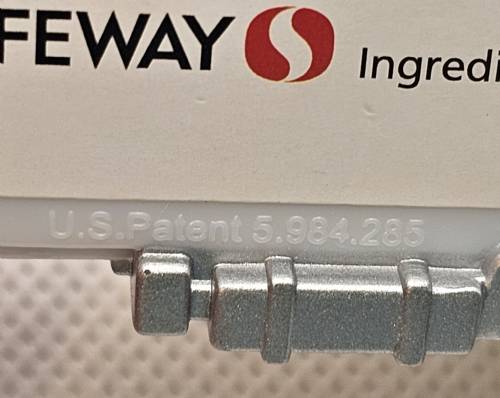 FEWAY
Ingredi
U.S.Patent 5.984.285